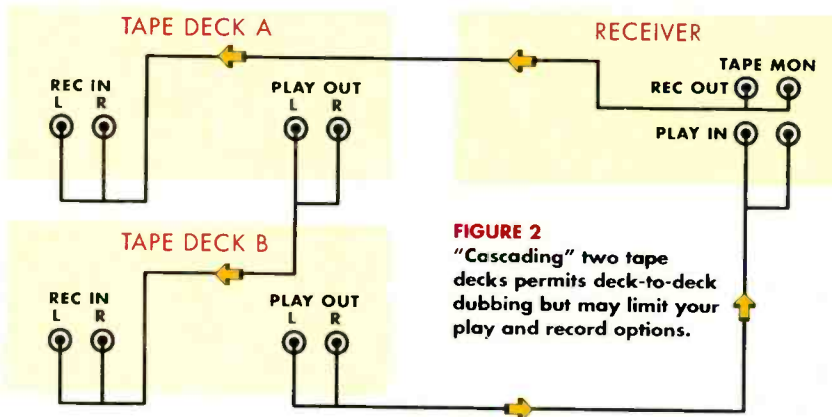 TAPE DECK A
REC IN
L R
PLAY OUT
L R
RECEIVER
TAPE MON
REC OUT
PLAY IN
TAPE DECK B
REC IN
L R
PLAY OUT
L R
FIGURE 2
"Cascading" two tape
decks permits deck-to-deck
dubbing but may limit your
play and record options.